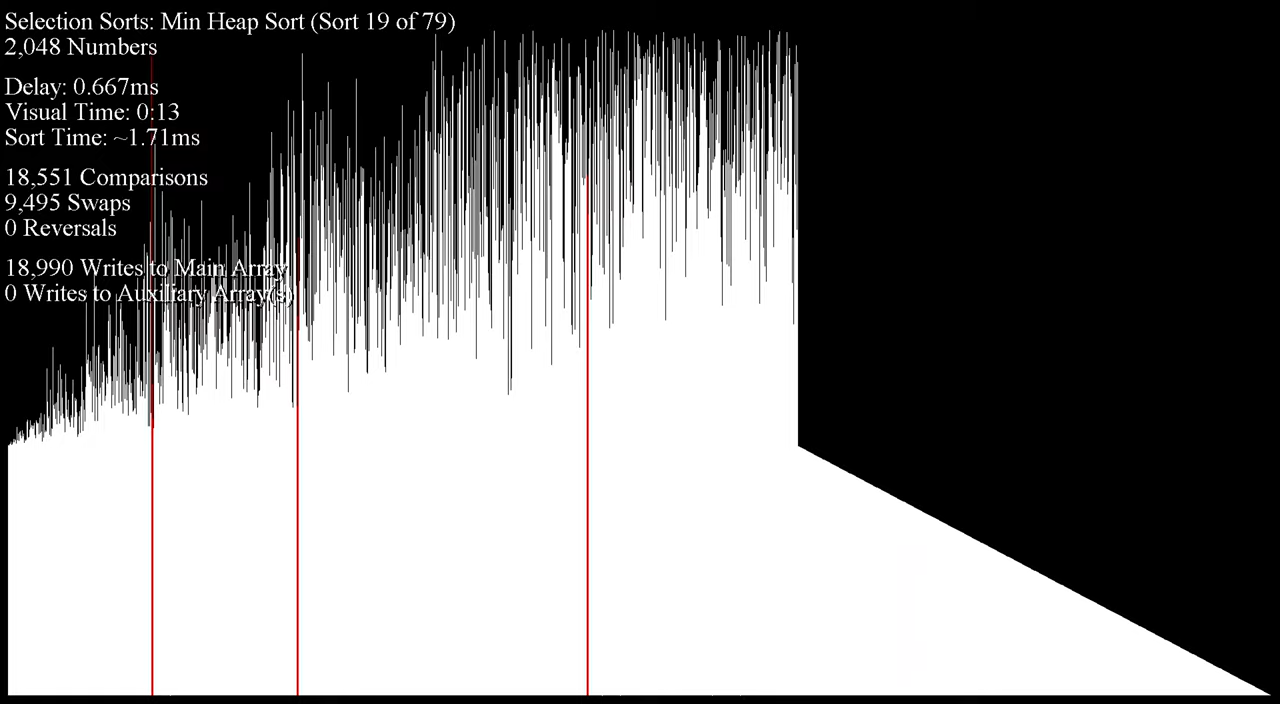 Selection Sorts: Min Heap Sort (Sort 19 of 79)
2,048 Numbers
Delay: 0.667ms
Visual Time: 0:13
Sort Time: ~1.71ms
18,551 Comparisons
9,495 Swaps
0 Reversals
18,990 Writes to Main Array
0 Writes to Auxiliary Array(s)